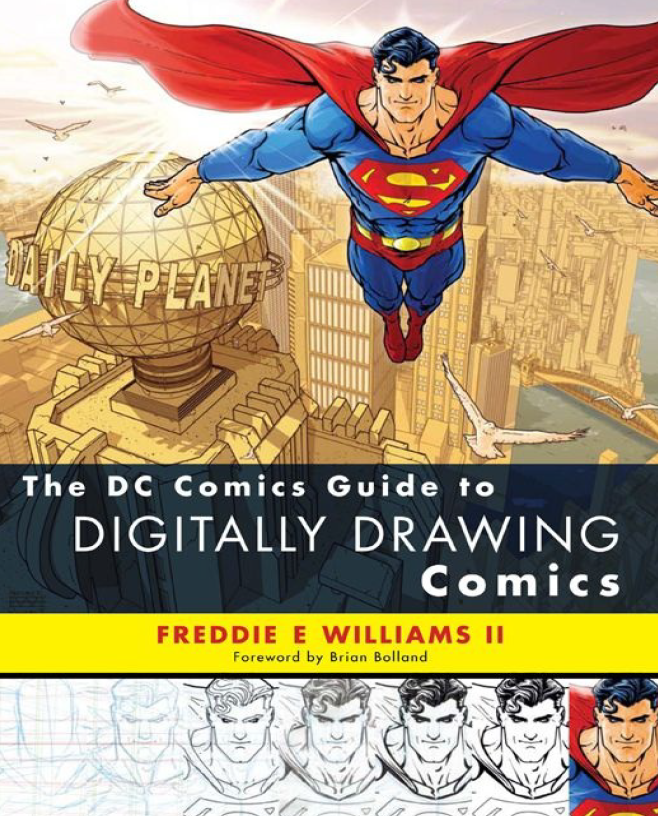 DAILY PLANET
The DC Comics Guide to
DIGITALLY DRAWING
Comics
FREDDIE E WILLIAMS II
Foreword by Brian Bolland